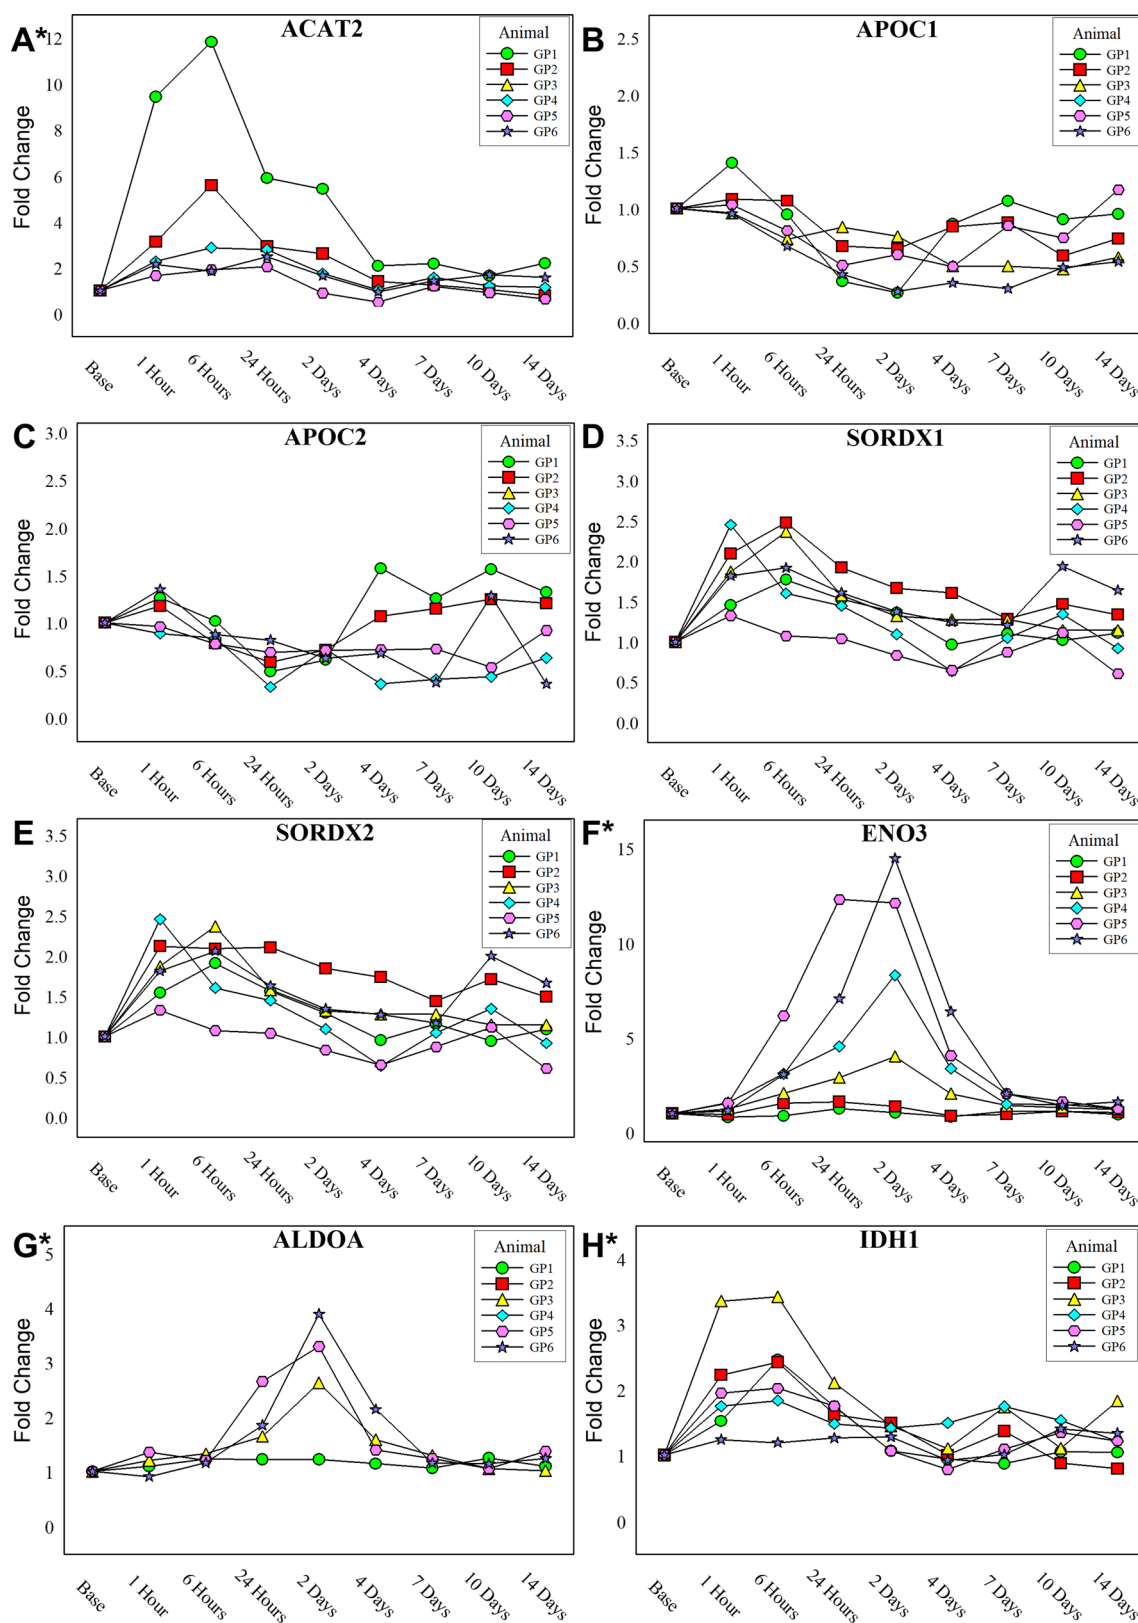 A*
ACAT2
Fold Change
12
10
8
6
4
2
0
Animal
GP1
GP2
GP3
GP4
GP5
GP6
Base
1 Hour
6 Hours
24 Hours
2 Days
4 Days
7 Days
10 Days
14 Days
B
APOC1
Fold Change
2.5
2.0
1.5
1.0
0.5
0.0
Animal
GP1
GP2
GP3
GP4
GP5
GP6
Base
1 Hour
6 Hours
24 Hours
2 Days
4 Days
7 Days
10 Days
14 Days
C
APOC2
Fold Change
3.0
2.5
2.0
1.5
1.0
0.5
0.0
Animal
GP1
GP2
GP3
GP4
GP5
GP6
Base
1 Hour
6 Hours
24 Hours
2 Days
4 Days
7 Days
10 Days
14 Days
D
SORDX1
Fold Change
3.5
3.0
2.5
2.0
1.5
1.0
0.5
0.0
Animal
GP1
GP2
GP3
GP4
GP5
GP6
Base
1 Hour
6 Hours
24 Hours
2 Days
4 Days
7 Days
10 Days
14 Days
E
SORDX2
Fold Change
3.5
3.0
2.5
2.0
1.5
1.0
0.5
0.0
Animal
GP1
GP2
GP3
GP4
GP5
GP6
Base
1 Hour
6 Hours
24 Hours
2 Days
4 Days
7 Days
10 Days
14 Days
F*
ENO3
Fold Change
15
10
5
0
Animal
GP1
GP2
GP3
GP4
GP5
GP6
Base
1 Hour
6 Hours
24 Hours
2 Days
4 Days
7 Days
10 Days
14 Days
G*
ALDOA
Fold Change
5
4
3
2
1
0
Animal
GP1
GP2
GP3
GP4
GP5
GP6
Base
1 Hour
6 Hours
24 Hours
2 Days
4 Days
7 Days
10 Days
14 Days
H*
IDH1
Fold Change
4
3
2
1
0
Animal
GP1
GP2
GP3
GP4
GP5
GP6
Base
1 Hour
6 Hours
24 Hours
2 Days
4 Days
7 Days
10 Days
14 Days